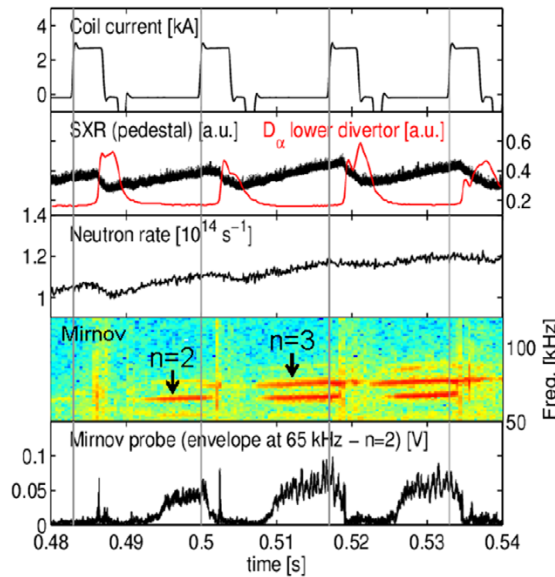 Coil current [kA]
4
2
0
SXR (pedestal) [a.u.] D_α lower divertor [a.u.]
0.6
0.4
0.2
1.4
Neutron rate [10^14 s^−1]
1.2
1
Mirnov
n=2
n=3
100
50
Freq. [kHz]
Mirnov probe (envelope at 65 kHz − n=2) [V]
0.1
0.05
0
0.48 0.49 0.5 0.51 0.52 0.53 0.54
time [s]